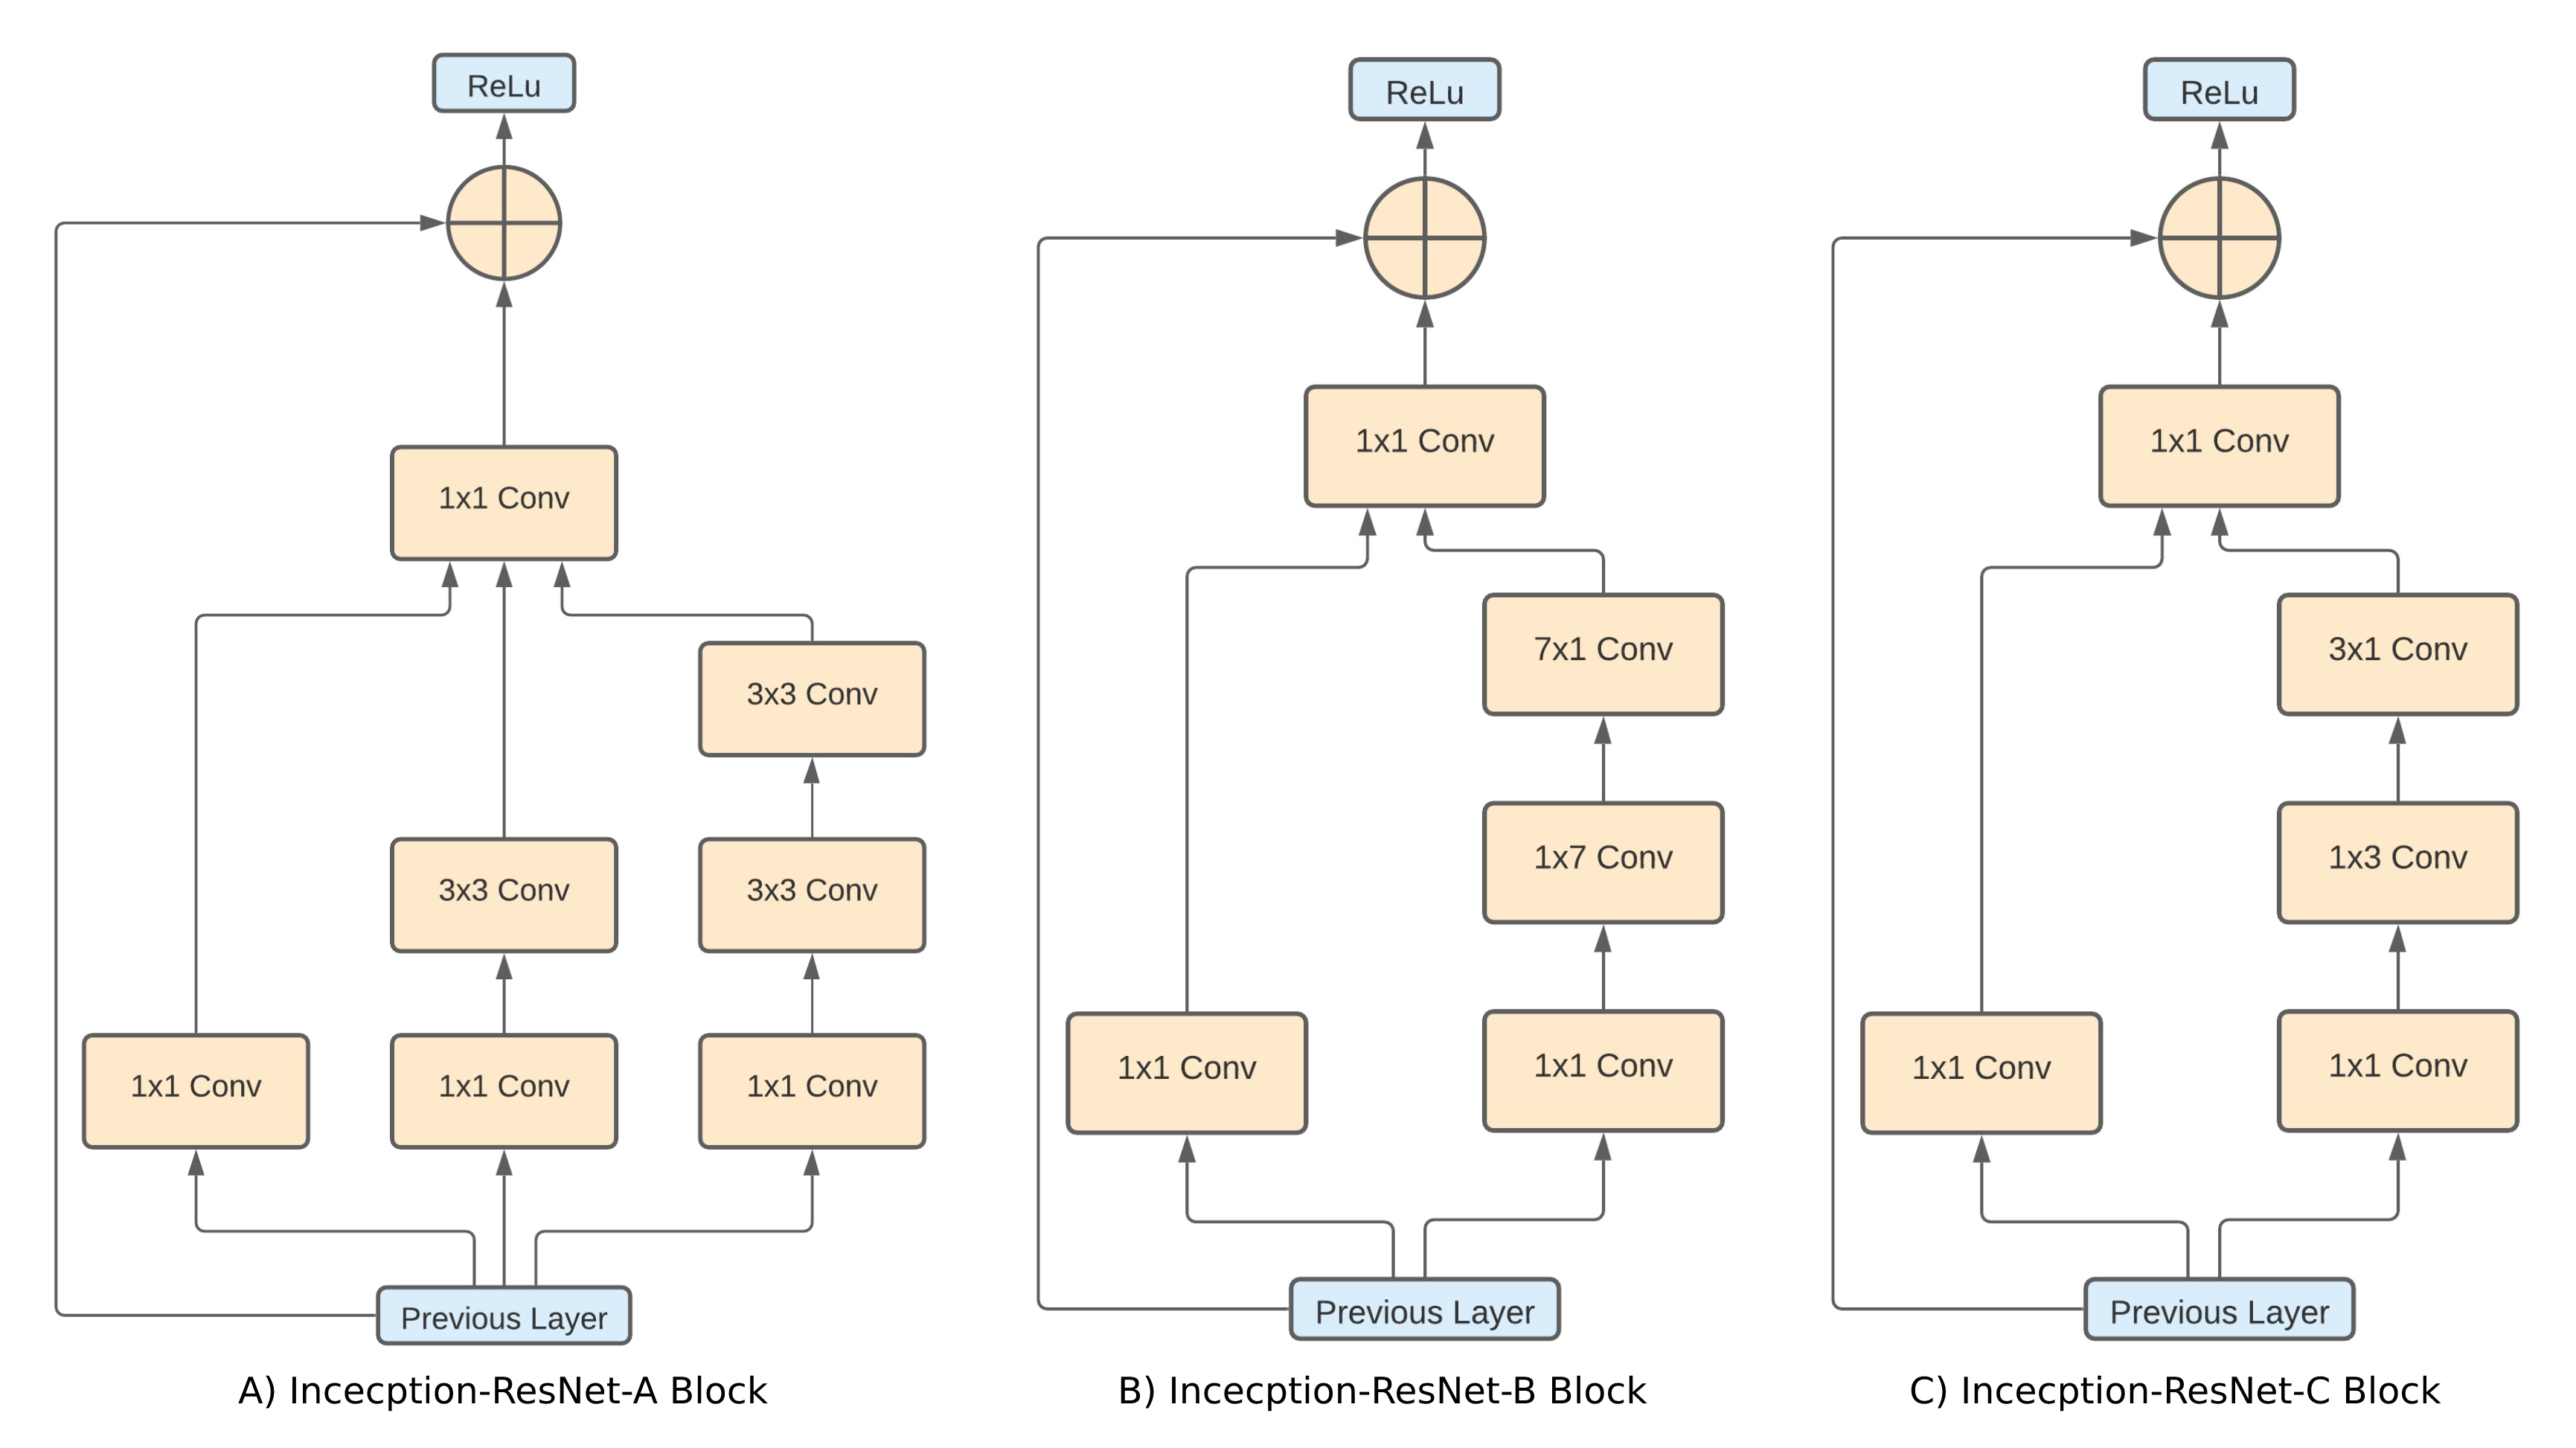 ReLu
1x1 Conv
3x3 Conv
3x3 Conv
3x3 Conv
1x1 Conv
1x1 Conv
1x1 Conv
Previous Layer
A) Incecption-ResNet-A Block
ReLu
1x1 Conv
7x1 Conv
1x7 Conv
1x1 Conv
1x1 Conv
Previous Layer
B) Incecption-ResNet-B Block
ReLu
1x1 Conv
3x1 Conv
1x3 Conv
1x1 Conv
1x1 Conv
Previous Layer
C) Incecption-ResNet-C Block